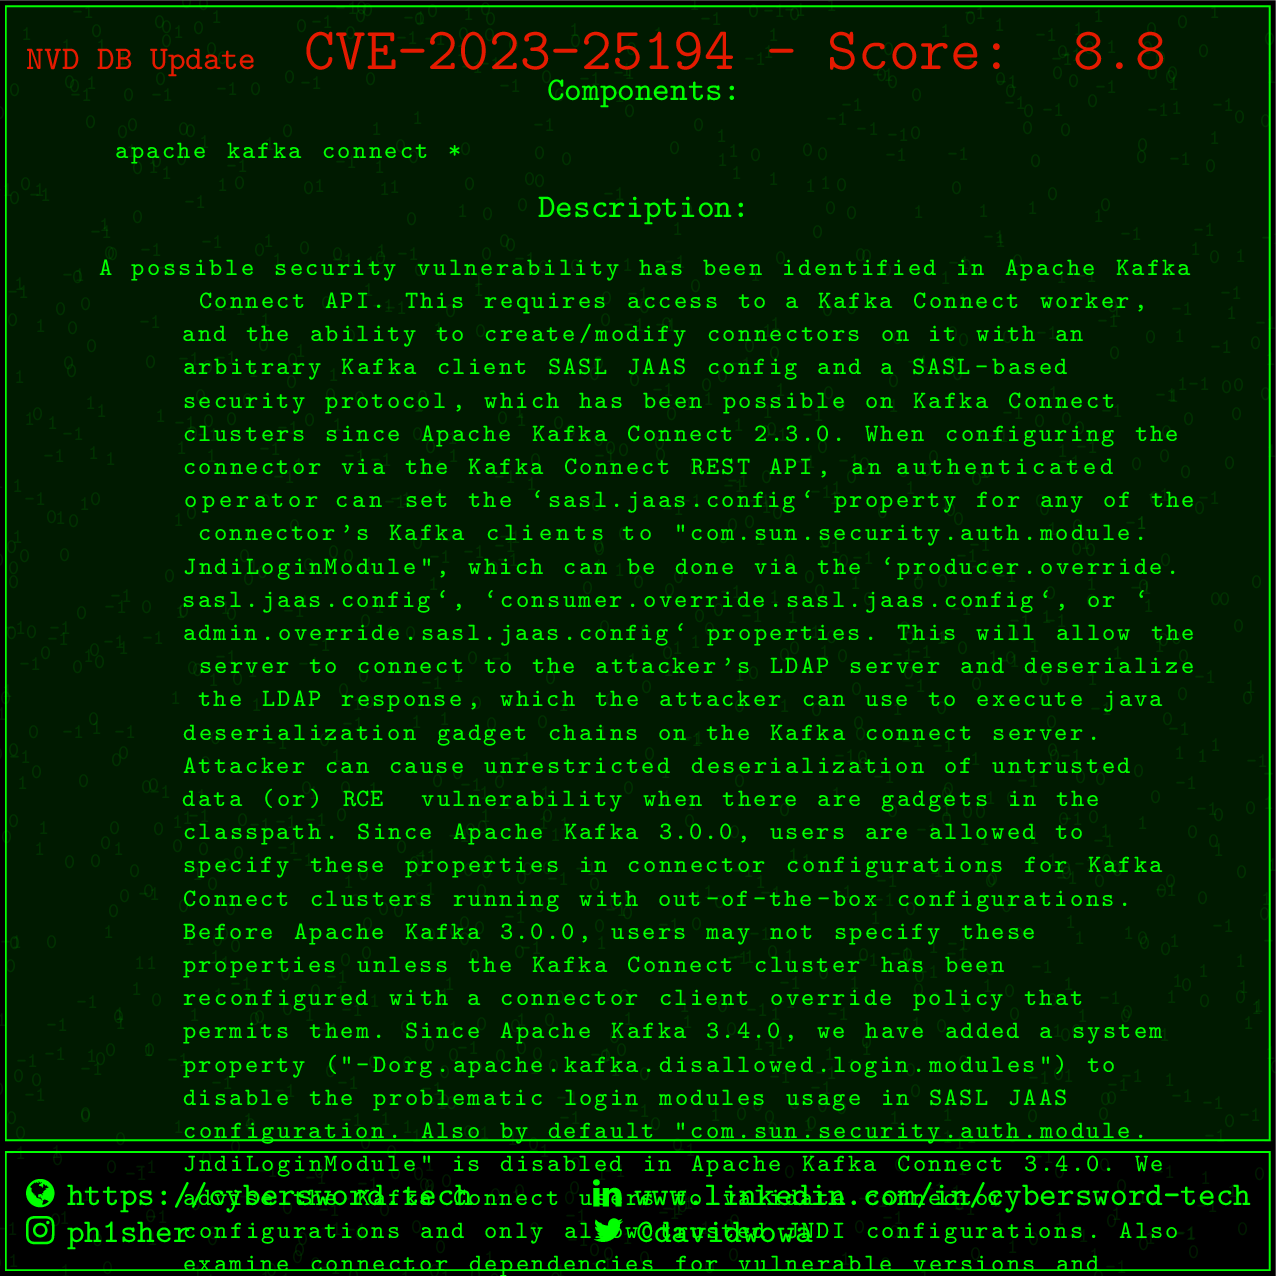 NVD DB Update CVE-2023-25194 - Score: 8.8
Components:
apache kafka connect *
Description:
A possible security vulnerability has been identified in Apache Kafka
Connect API. This requires access to a Kafka Connect worker,
and the ability to create/modify connectors on it with an
arbitrary Kafka client SASL JAAS config and a SASL-based
security protocol, which has been possible on Kafka Connect
clusters since Apache Kafka Connect 2.3.0. When configuring the
connector via the Kafka Connect REST API, an authenticated
operator can set the `sasl.jaas.config` property for any of the
connector's Kafka clients to "com.sun.security.auth.module.
JndiLoginModule", which can be done via the `producer.override.
sasl.jaas.config`, `consumer.override.sasl.jaas.config`, or `
admin.override.sasl.jaas.config` properties. This will allow the
server to connect to the attacker's LDAP server and deserialize
the LDAP response, which the attacker can use to execute java
deserialization gadget chains on the Kafka connect server.
Attacker can cause unrestricted deserialization of untrusted
data (or) RCE vulnerability when there are gadgets in the
classpath. Since Apache Kafka 3.0.0, users are allowed to
specify these properties in connector configurations for Kafka
Connect clusters running with out-of-the-box configurations.
Before Apache Kafka 3.0.0, users may not specify these
properties unless the Kafka Connect cluster has been
reconfigured with a connector client override policy that
permits them. Since Apache Kafka 3.4.0, we have added a system
property ("-Dorg.apache.kafka.disallowed.login.modules") to
disable the problematic login modules usage in SASL JAAS
configuration. Also by default "com.sun.security.auth.module.
JndiLoginModule" is disabled in Apache Kafka Connect 3.4.0. We
Kafka Connect
https://cybersword-tech www.linkedin.com/in/cybersword-tech
configurations and only JNDI configurations. Also
ph1sher @davidwowa
examine connector dependencies for vulnerable versions and